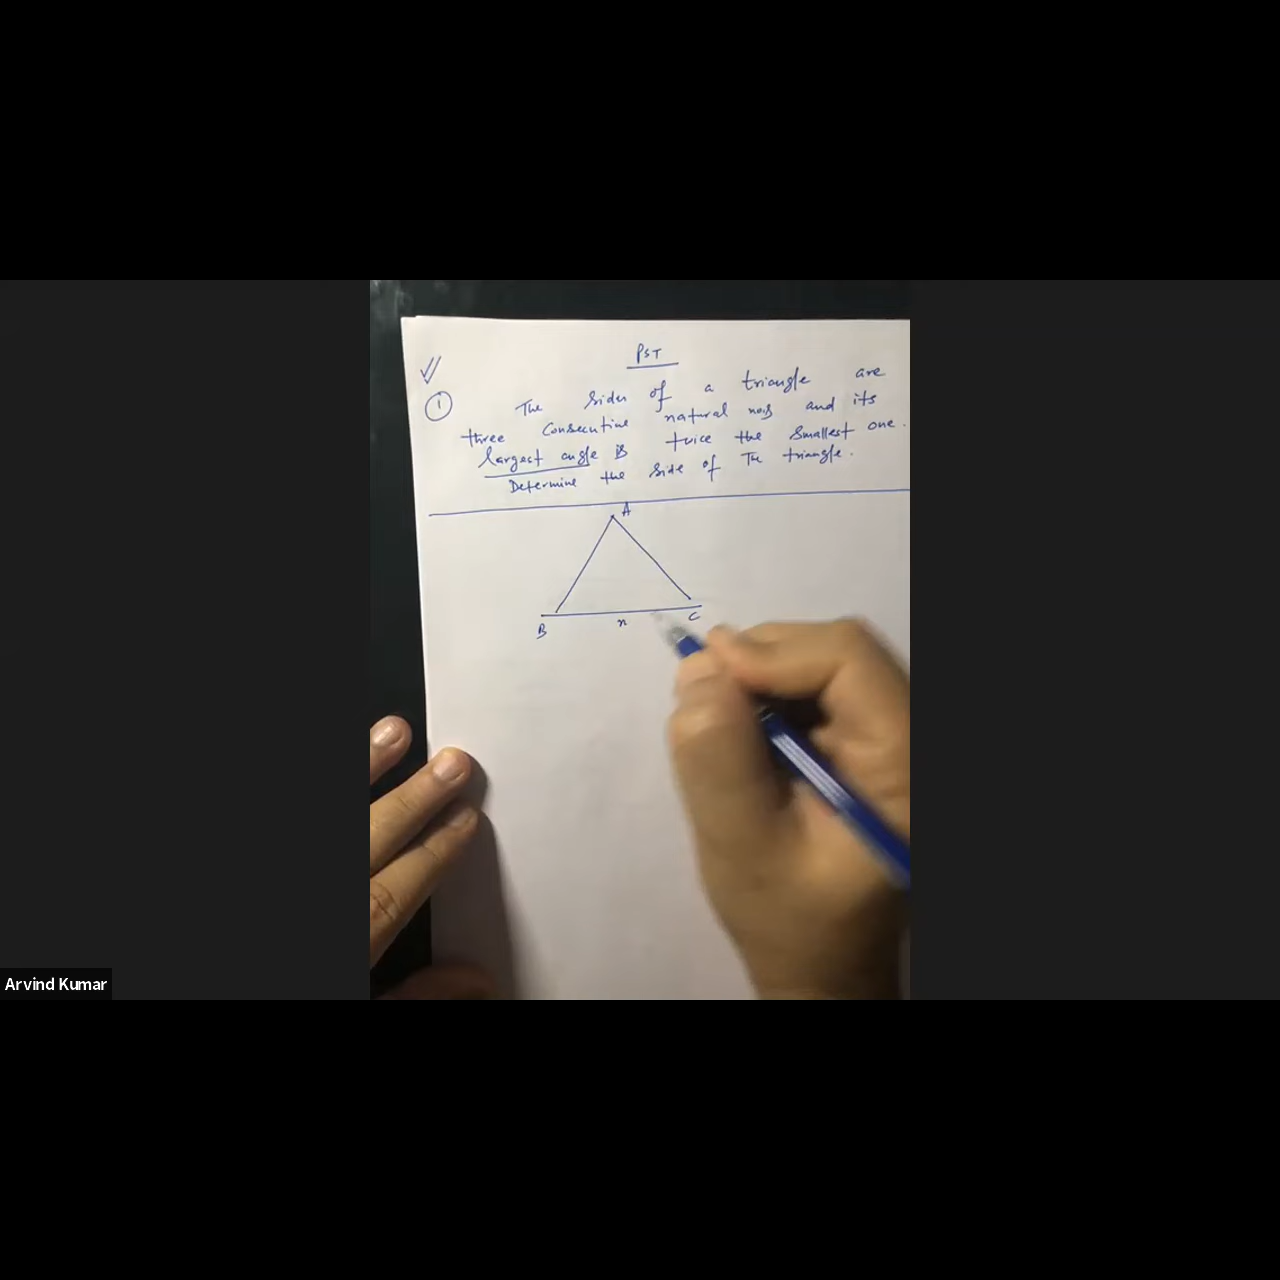 PST
1 The sides of a triangle are
three Consecutive natural nos and its
largest angle is twice the smallest one.
Determine the side of The triangle.
A
B n C
Arvind Kumar